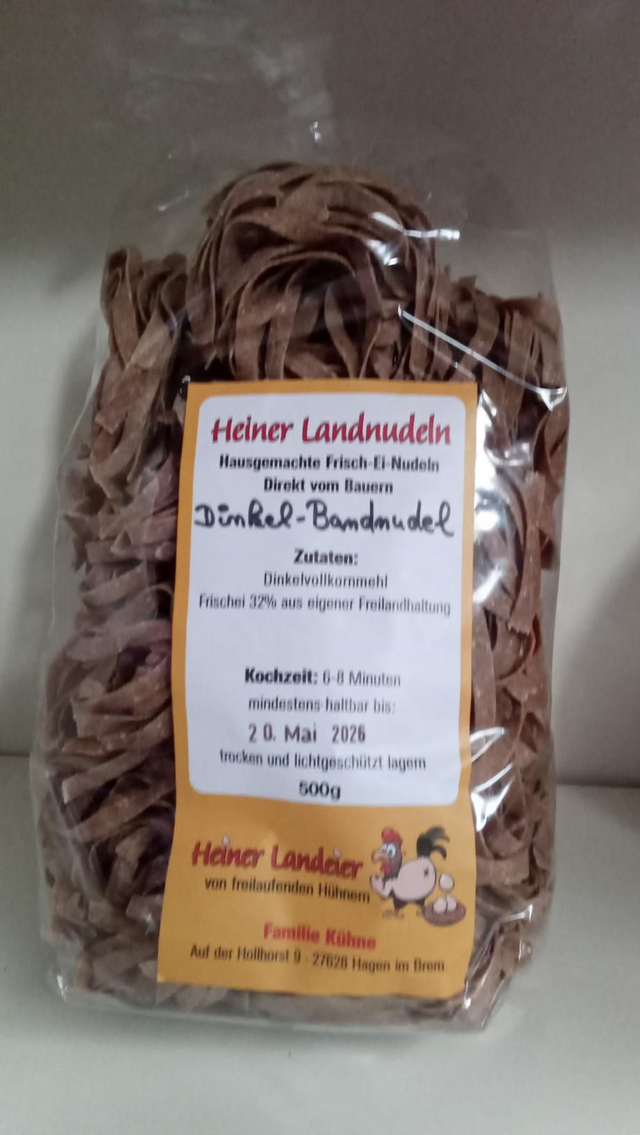 Heiner Landnudeln
Hausgemachte Frisch-Ei-Nudeln
Direkt vom Bauern
Dinkel-Bandnudel
Zutaten:
Dinkelvollkornmehl
Frischei 32% aus eigener Freilandhaltung
Kochzeit: 6-8 Minuten
mindestens haltbar bis:
20. Mai 2026
trocken und lichtgeschützt lagern
500g
Heiner Landeier
von freilaufenden Hühnern
Familie Kühne
Auf der Hollhorst 9 - 27628 Hagen im Brem